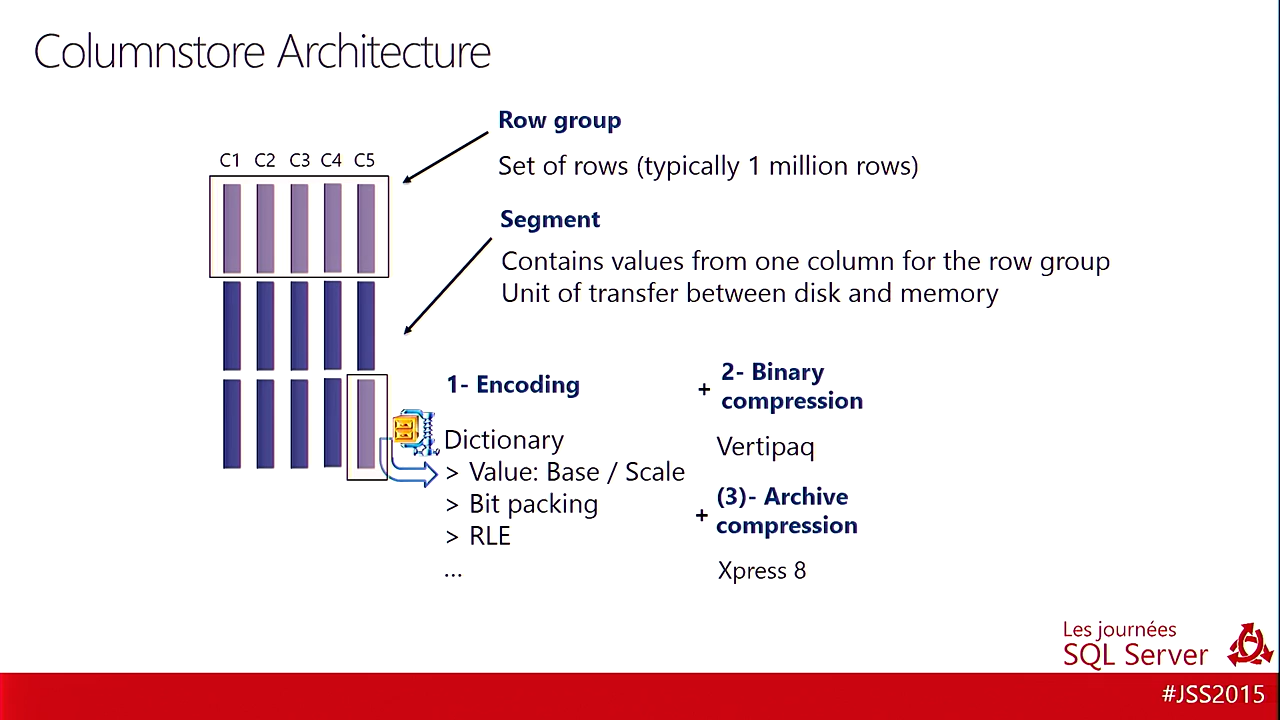 Columnstore Architecture
Row group
C1 C2 C3 C4 C5
Set of rows (typically 1 million rows)
Segment
Contains values from one column for the row group
Unit of transfer between disk and memory
1- Encoding
Dictionary
> Value: Base / Scale
> Bit packing
> RLE
...
+ 2- Binary
compression
Vertipaq
+ (3)- Archive
compression
Xpress 8
Les journées
SQL Server
#JSS2015